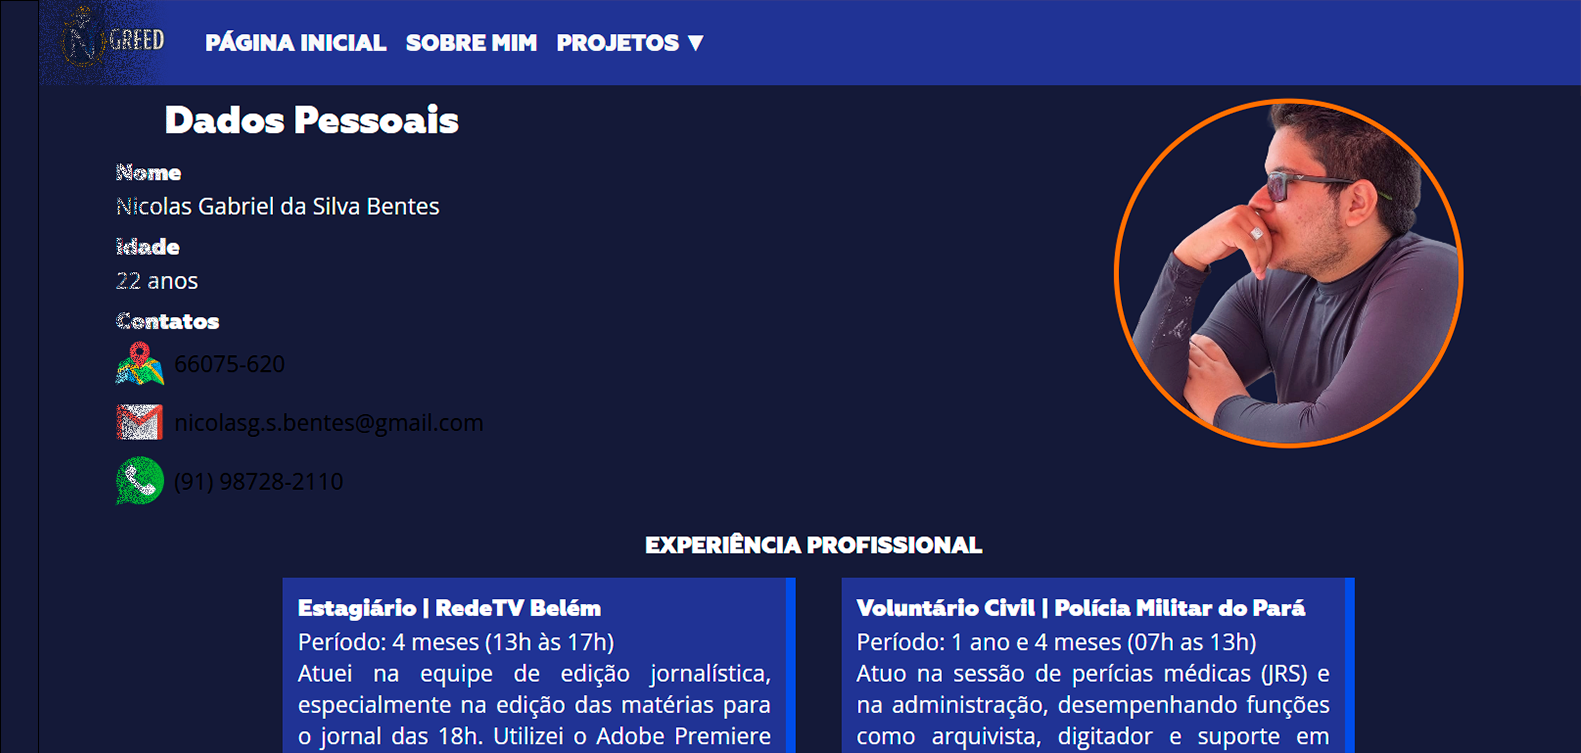 GREED
PÁGINA INICIAL SOBRE MIM PROJETOS ▼
Dados Pessoais
Nome
Nicolas Gabriel da Silva Bentes
Idade
22 anos
Contatos
66075-620
nicolasg.s.bentes@gmail.com
(91) 98728-2110
EXPERIÊNCIA PROFISSIONAL
Estagiário | RedeTV Belém
Período: 4 meses (13h às 17h)
Atuei na equipe de edição jornalística,
especialmente na edição das matérias para
o jornal das 18h. Utilizei o Adobe Premiere
Voluntário Civil | Polícia Militar do Pará
Período: 1 ano e 4 meses (07h as 13h)
Atuo na sessão de perícias médicas (JRS) e
na administração, desempenhando funções
como arquivista, digitador e suporte em